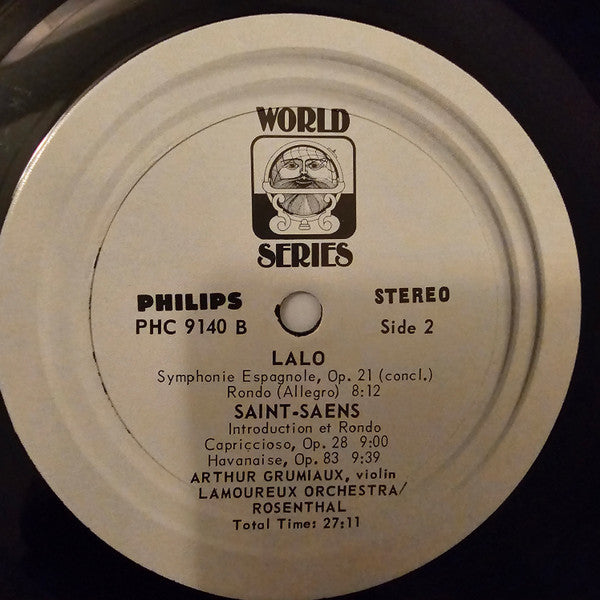 WORLD
SERIES
PHILIPS
PHC 9140 B
STEREO
Side 2
LALO
Symphonie Espagnole, Op. 21 (concl.)
Rondo (Allegro) 8:12
SAINT-SAENS
Introduction et Rondo
Capriccioso, Op. 28 9:00
Havanaise, Op. 83 9:39
ARTHUR GRUMIAUX, violin
LAMOUREUX ORCHESTRA/
ROSENTHAL
Total Time: 27:11